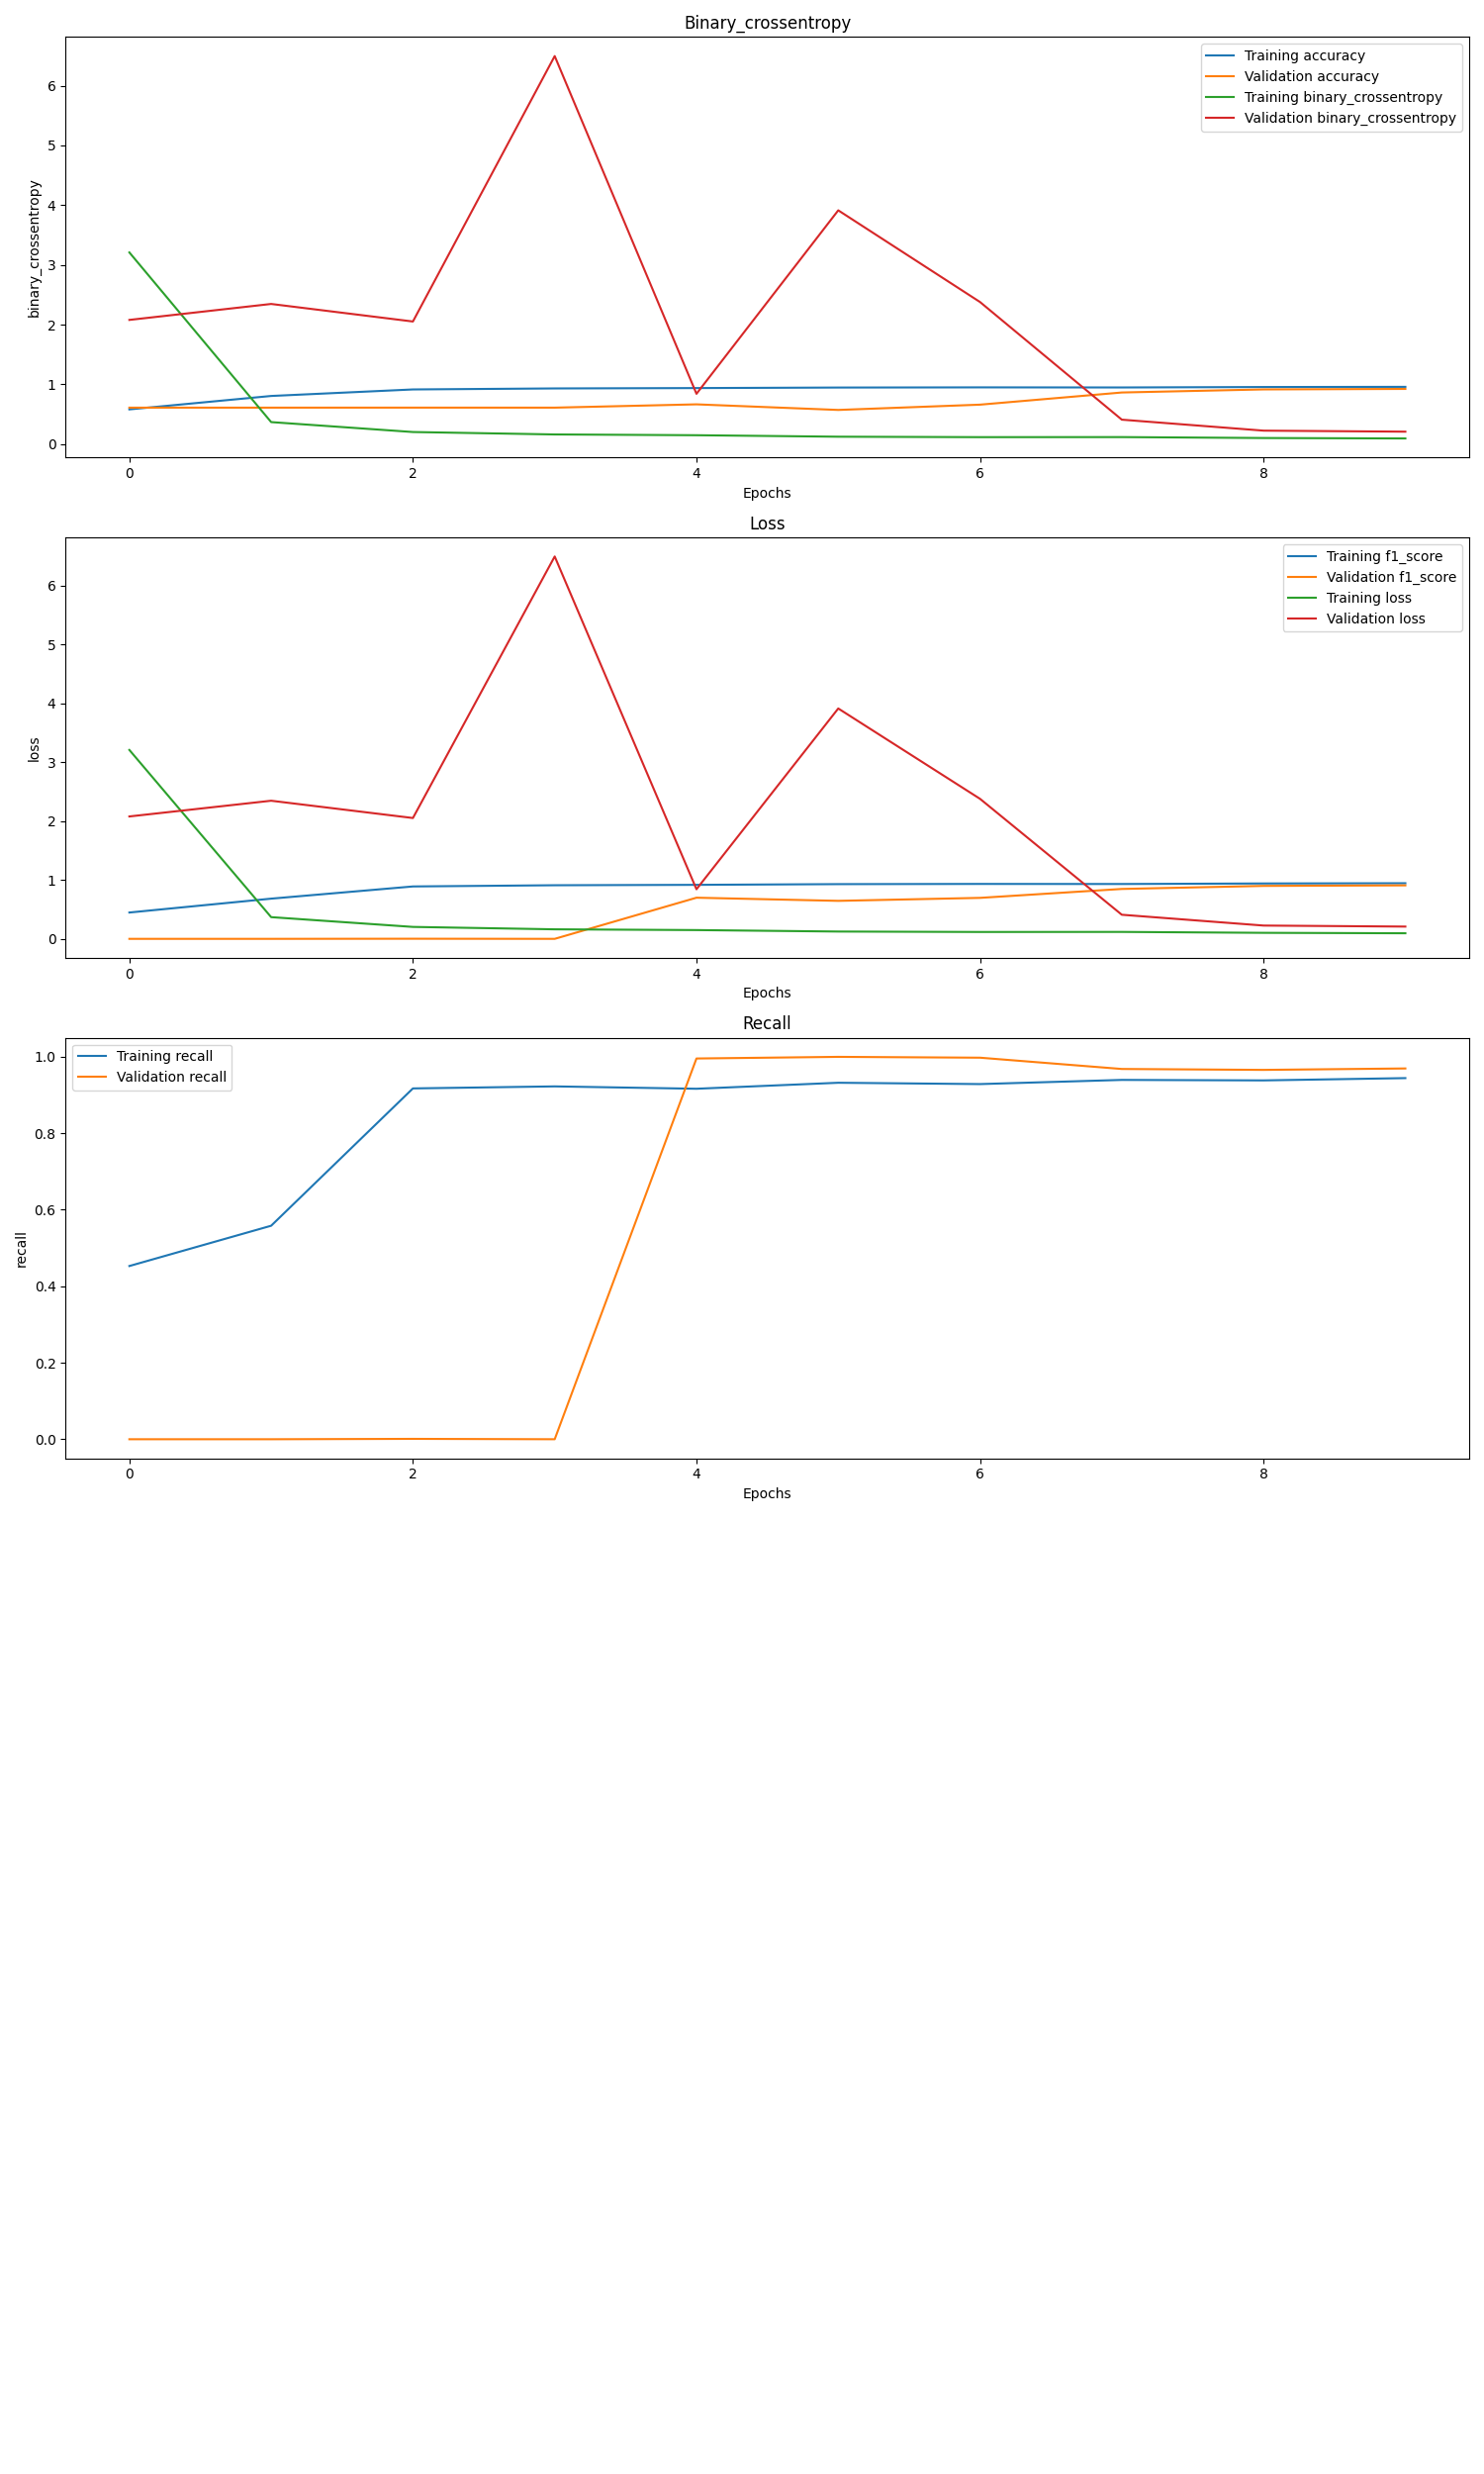 Binary_crossentropy
Training accuracy
Validation accuracy
Training binary_crossentropy
Validation binary_crossentropy
binary_crossentropy
6
5
4
3
2
1
0
0 2 4 6 8
Epochs
Loss
Training f1_score
Validation f1_score
Training loss
Validation loss
loss
6
5
4
3
2
1
0
0 2 4 6 8
Epochs
Recall
Training recall
Validation recall
recall
1.0
0.8
0.6
0.4
0.2
0.0
0 2 4 6 8
Epochs